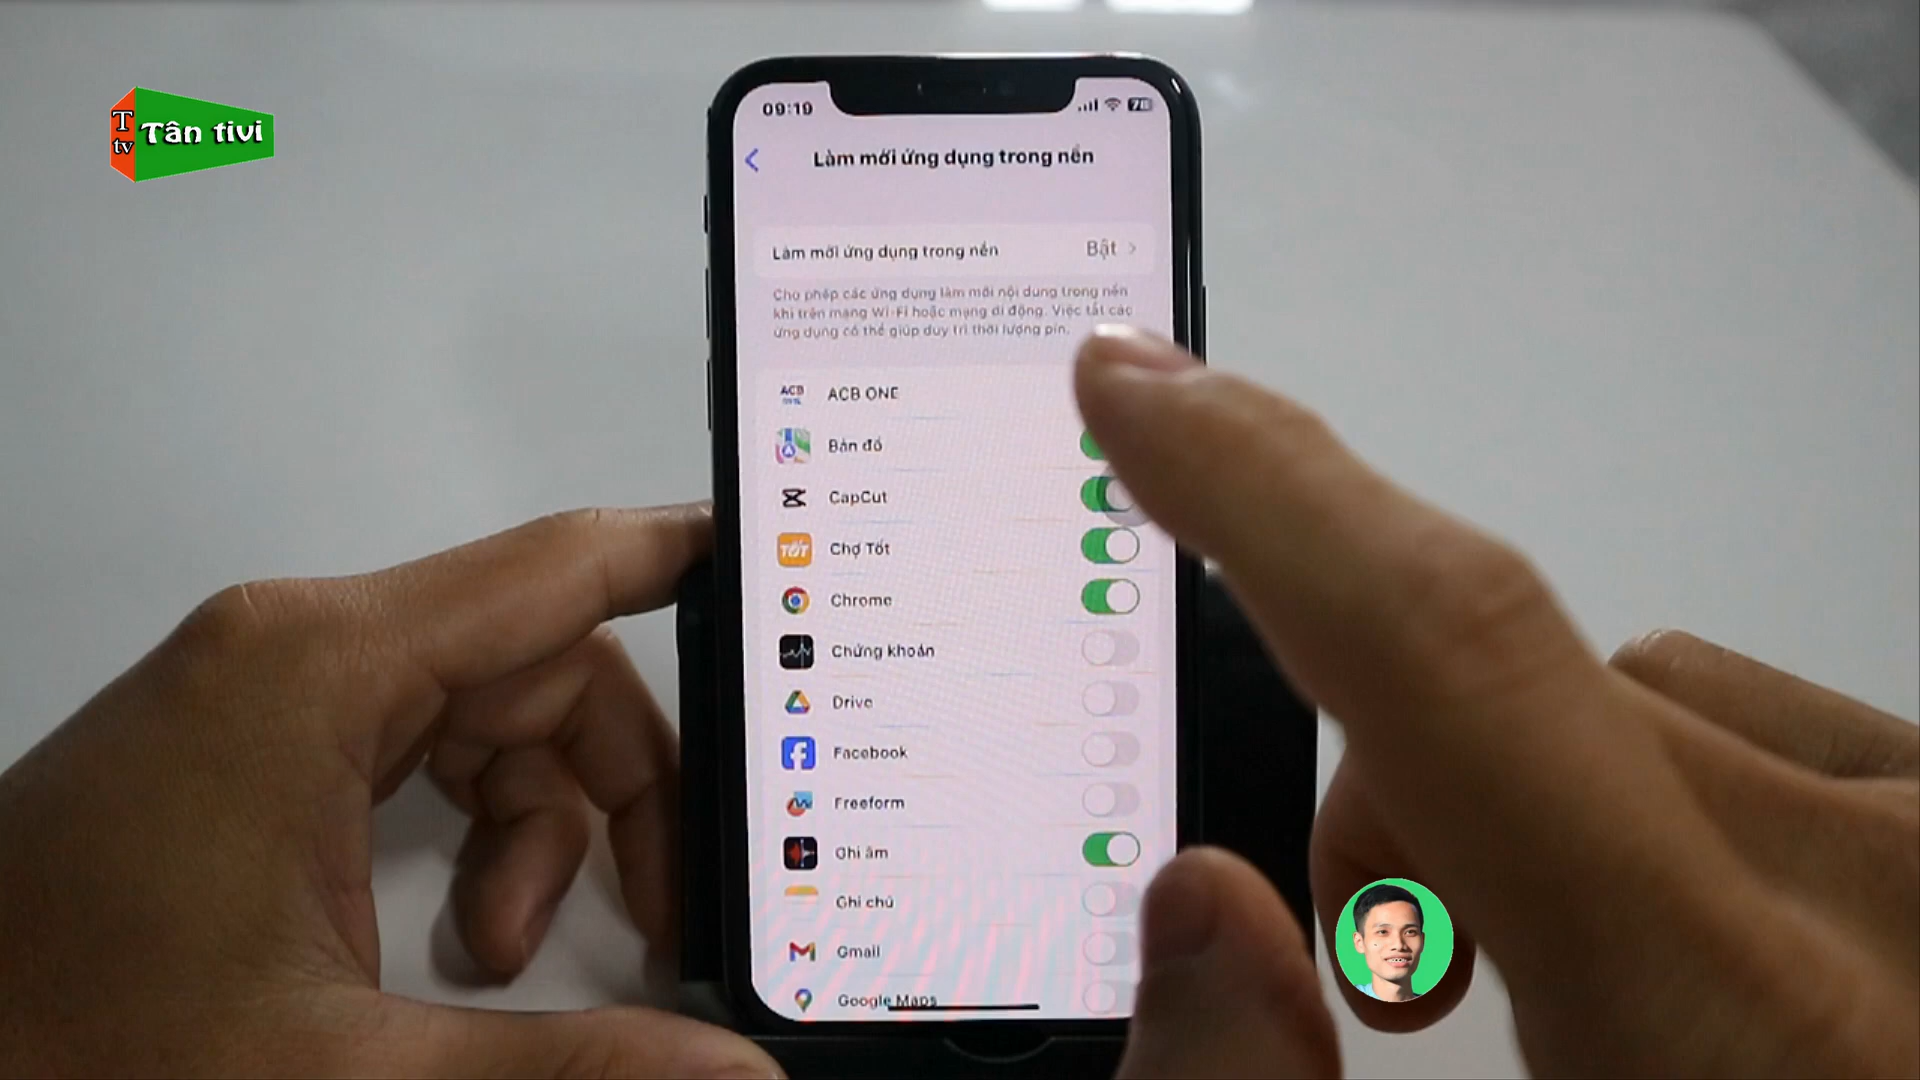 T
tv
Tân tivi
09:19
Làm mới ứng dụng trong nền
Làm mới ứng dụng trong nền Bật
Cho phép các ứng dụng làm mới nội dung trong nền
khi trên mạng Wi-Fi hoặc mạng di động. Việc tắt các
ứng dụng có thể giúp duy trì thời lượng pin.
ACB
ACB ONE
Bản đồ
CapCut
TỐT
Chợ Tốt
Chrome
Chứng khoán
Drive
Facebook
Freeform
Ghi âm
Ghi chú
Gmail
Google Maps